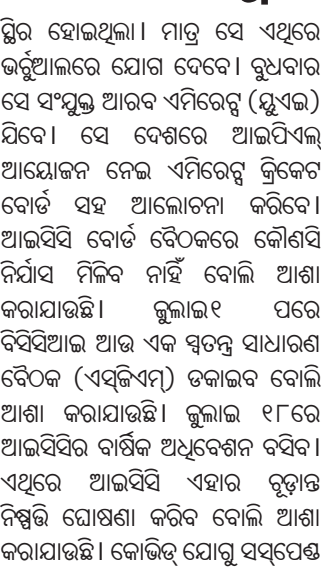 ସ୍ଥିର ହୋଇଥିଲା। ମାତ୍ର ସେ ଏଥିରେ
ଭର୍ଚୁଆଲରେ ଯୋଗ ଦେବେ। ବୁଧବାର
ସେ ସଂଯୁକ୍ତ ଆରବ ଏମିରେଟ୍ସ (ୟୁଏଇ)
ଯିବେ। ସେ ଦେଶରେ ଆଇପିଏଲ୍
ଆୟୋଜନ ନେଇ ଏମିରେଟ୍ସ କ୍ରିକେଟ
ବୋର୍ଡ ସହ ଆଲୋଚନା କରିବେ।
ଆଇସିସି ବୋର୍ଡ ବୈଠକରେ କୌଣସି
ନିର୍ଯାସ ମିଳିବ ନାହିଁ ବୋଲି ଆଶା
କରାଯାଉଛି। ଜୁଲାଇ୧ ପରେ
ବିସିସିଆଇ ଆଉ ଏକ ସ୍ୱତନ୍ତ୍ର ସାଧାରଣ
ବୈଠକ (ଏସ୍‌ଜିଏମ୍) ଡକାଇବ ବୋଲି
ଆଶା କରାଯାଉଛି। ଜୁଲାଇ ୧୮ରେ
ଆଇସିସିର ବାର୍ଷିକ ଅଧିବେଶନ ବସିବ।
ଏଥିରେ ଆଇସିସି ଏହାର ଚୂଡ଼ାନ୍ତ
ନିଷ୍ପତ୍ତି ଘୋଷଣା କରିବ ବୋଲି ଆଶା
କରାଯାଉଛି। କୋଭିଡ୍ ଯୋଗୁ ସସ୍‌ପେଣ୍ଡ